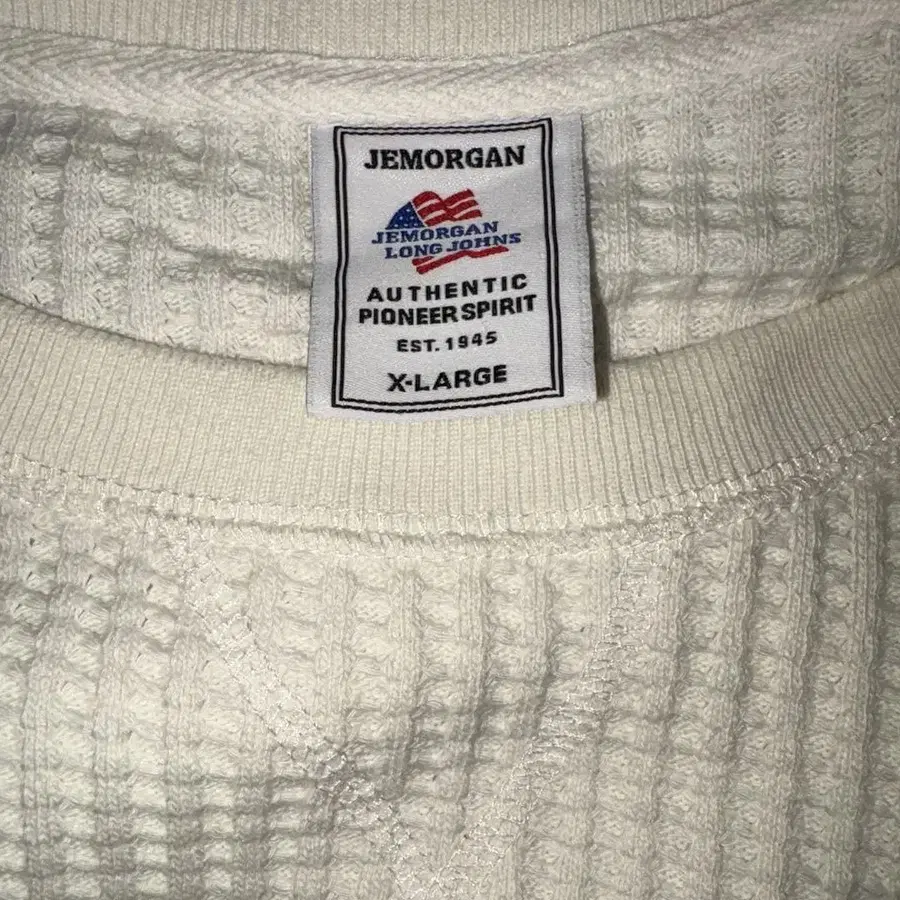 JEMORGAN
JEMORGAN
LONG JOHNS
AUTHENTIC
PIONEER SPIRIT
EST. 1945
X-LARGE